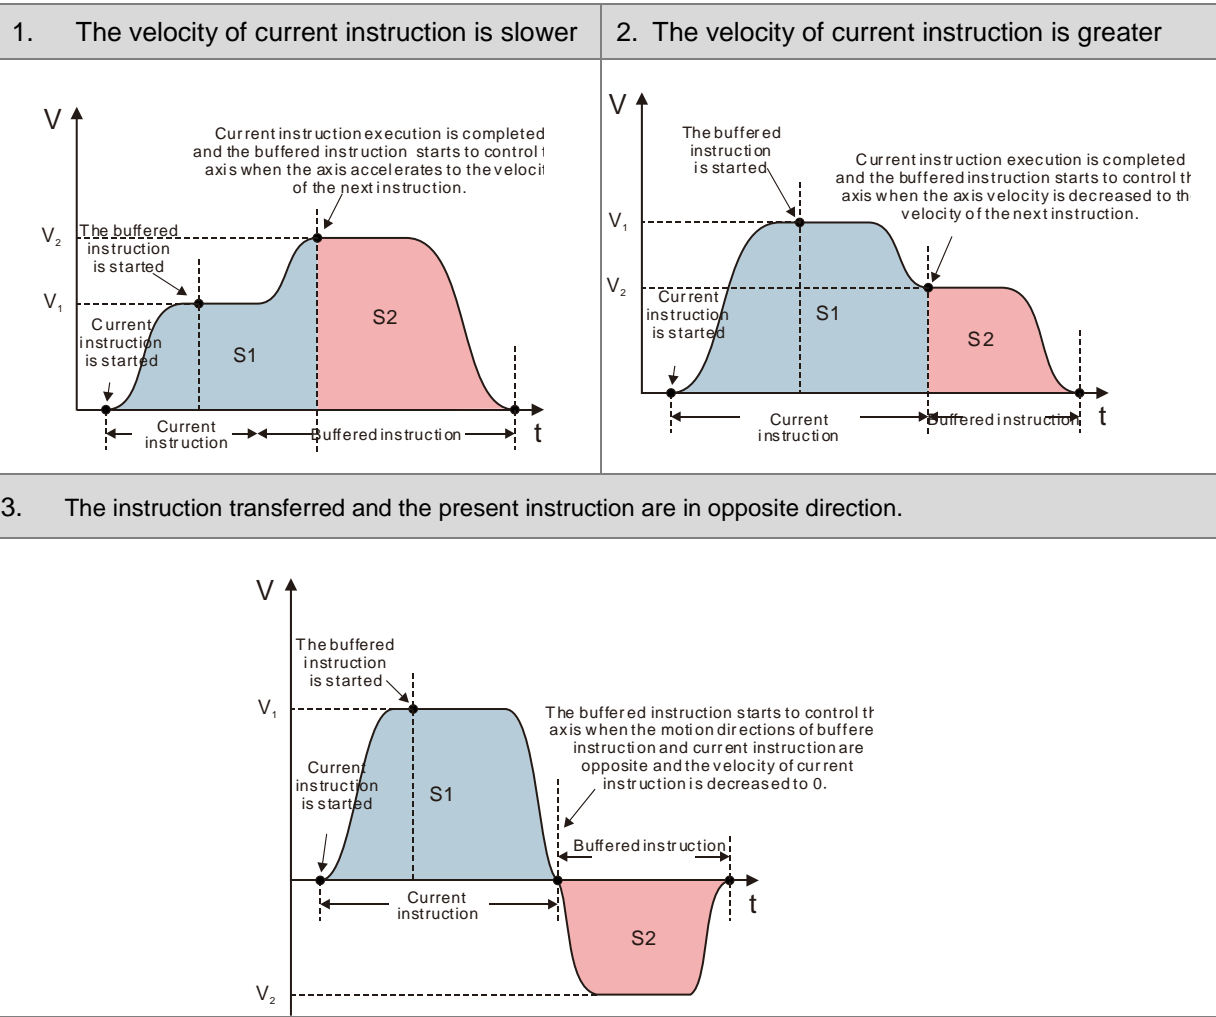 1. The velocity of current instruction is slower
2. The velocity of current instruction is greater
V
Current instruction execution is completed
and the buffered instruction starts to control t
axis when the axis accelerates to the velocit
of the next instruction.
The buffered
instruction
is started
V2
V1
Current
instruction
is started
S1
S2
Current
instruction
Buffered instruction
t
V
The buffered
instruction
is started
Current instruction execution is completed
and the buffered instruction starts to control th
axis when the axis velocity is decreased to th
velocity of the next instruction.
V1
V2
Current
instruction
is started
S1
S2
Current
instruction
Buffered instruction
t
3. The instruction transferred and the present instruction are in opposite direction.
V
The buffered
instruction
is started
V1
The buffered instruction starts to control th
axis when the motion directions of buffere
instruction and current instruction are
opposite and the velocity of current
instruction is decreased to 0.
Current
instruction
is started
S1
Buffered instruction
Current
instruction
t
S2
V2